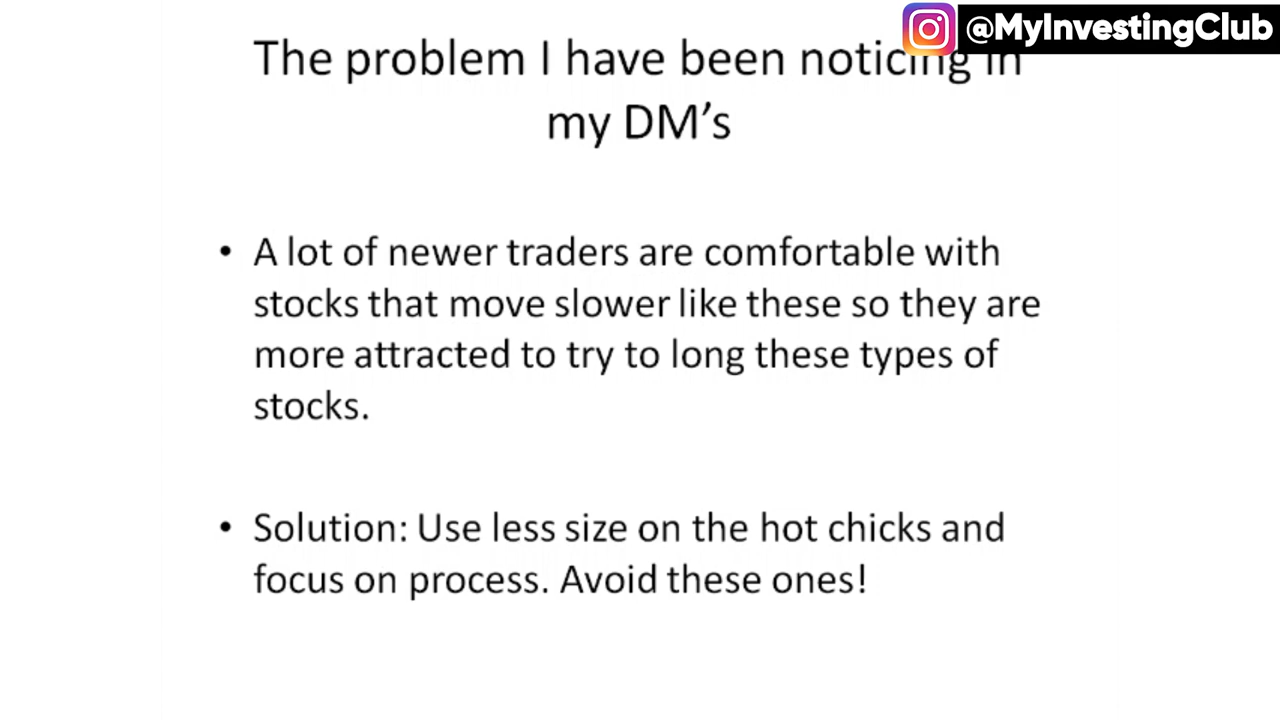 @MyInvestingClub
The problem I have been noticing in
my DM's
• A lot of newer traders are comfortable with
stocks that move slower like these so they are
more attracted to try to long these types of
stocks.
• Solution: Use less size on the hot chicks and
focus on process. Avoid these ones!